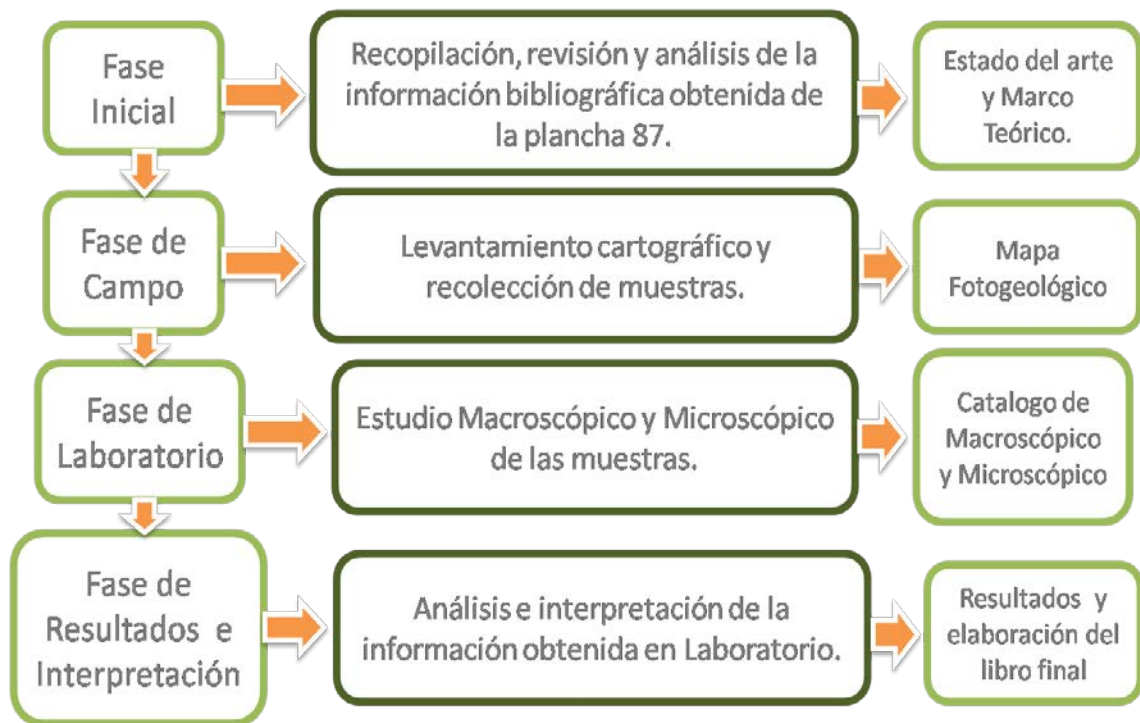 Fase
Inicial
Recopilación, revisión y análisis de la
información bibliográfica obtenida de
la plancha 87.
Estado del arte
y Marco
Teórico.
Fase de
Campo
Levantamiento cartográfico y
recolección de muestras.
Mapa
Fotogeológico
Fase de
Laboratorio
Estudio Macroscópico y Microscópico
de las muestras.
Catalogo de
Macroscópico
y Microscópico
Fase de
Resultados e
Interpretación
Análisis e interpretación de la
información obtenida en Laboratorio.
Resultados y
elaboración del
libro final